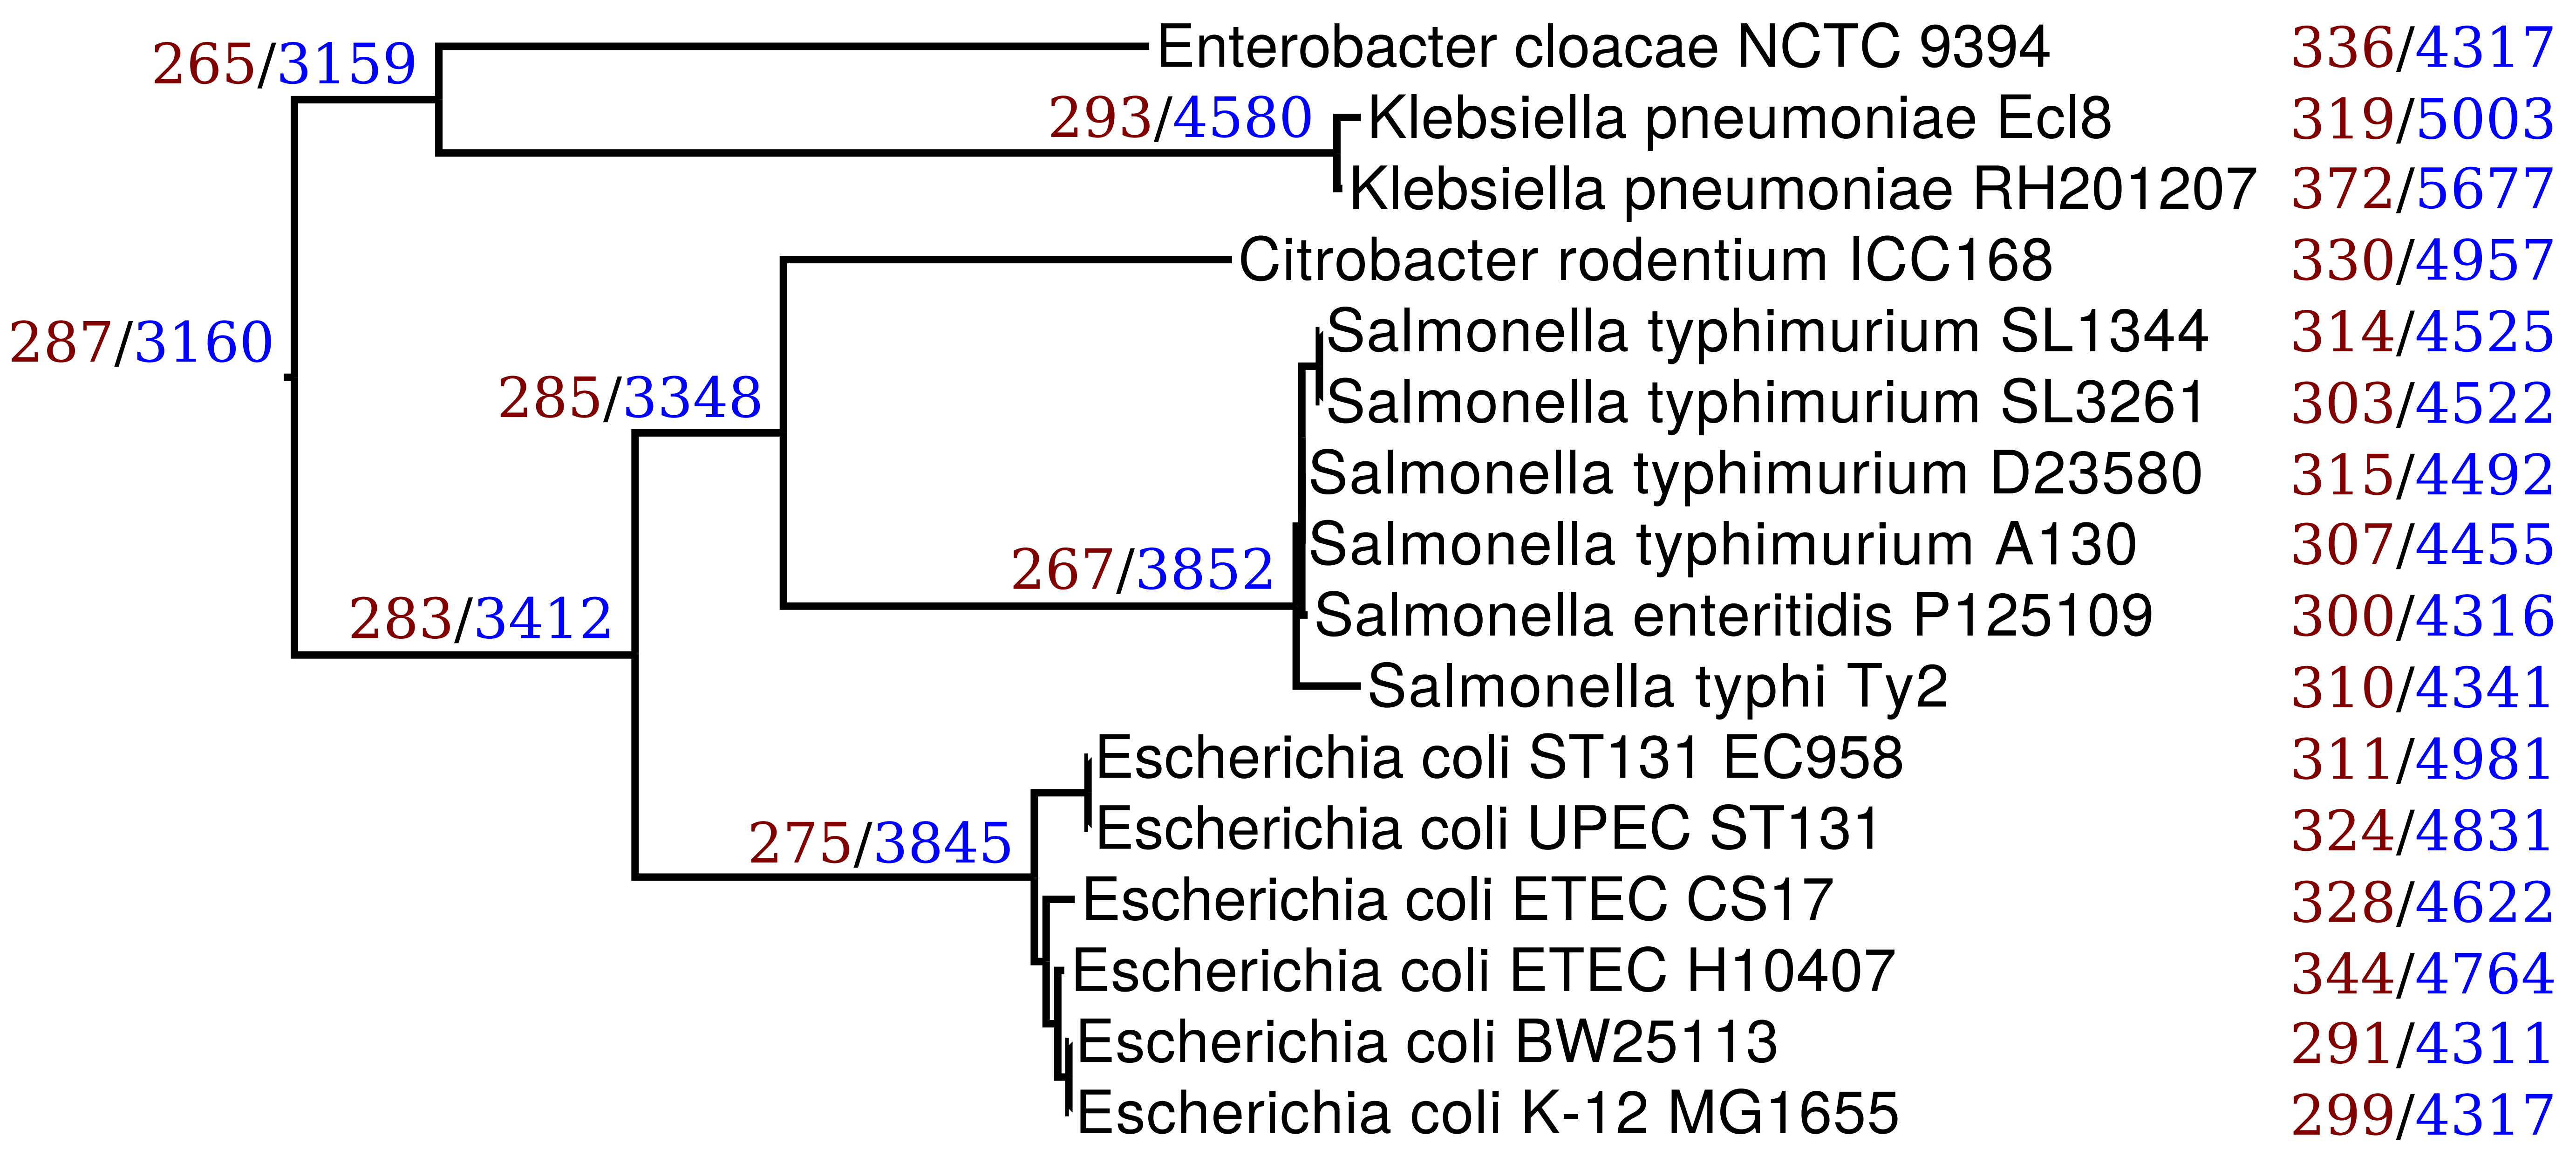 Enterobacter cloacae NCTC 9394 336/4317
265/3159
293/4580
Klebsiella pneumoniae Ecl8 319/5003
Klebsiella pneumoniae RH201207 372/5677
Citrobacter rodentium ICC168 330/4957
Salmonella typhimurium SL1344 314/4525
287/3160
285/3348
Salmonella typhimurium SL3261 303/4522
Salmonella typhimurium D23580 315/4492
Salmonella typhimurium A130 307/4455
267/3852
283/3412
Salmonella enteritidis P125109 300/4316
Salmonella typhi Ty2 310/4341
Escherichia coli ST131 EC958 311/4981
Escherichia coli UPEC ST131 324/4831
275/3845
Escherichia coli ETEC CS17 328/4622
Escherichia coli ETEC H10407 344/4764
Escherichia coli BW25113 291/4311
Escherichia coli K-12 MG1655 299/4317